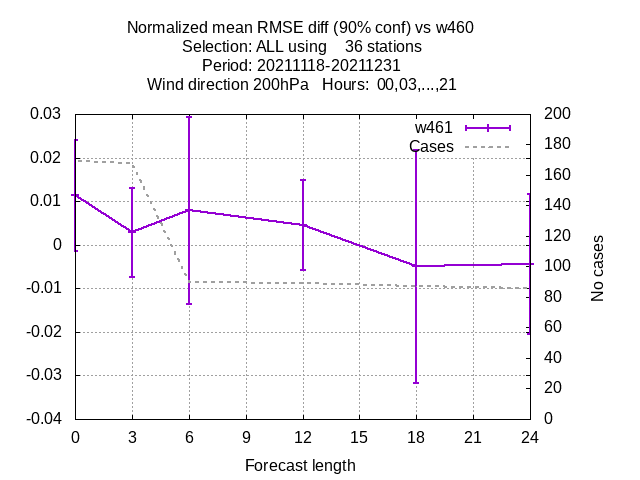 Normalized mean RMSE diff (90% conf) vs w460
Selection: ALL using    36 stations
Period: 20211118-20211231
Wind direction 200hPa   Hours:  00,03,...,21
w461
Cases
0.03
0.02
0.01
0
-0.01
-0.02
-0.03
-0.04
200
180
160
140
120
100
80
60
40
20
0
No cases
0 3 6 9 12 15 18 21 24
Forecast length